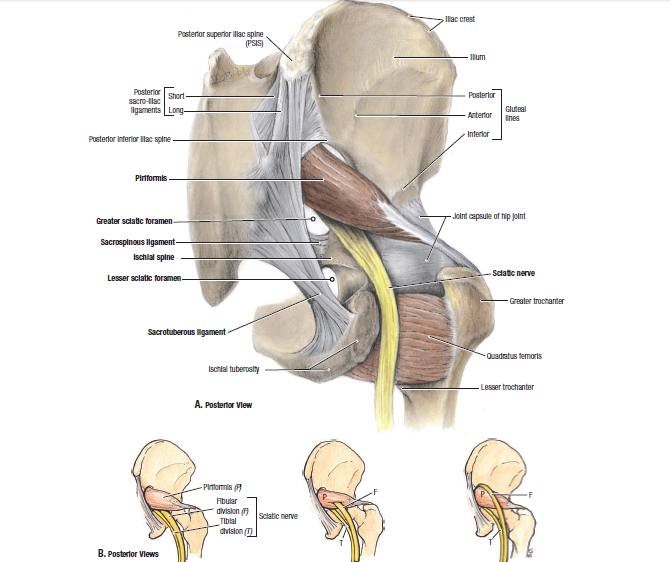 Iliac crest
Posterior superior iliac spine
(PSIS)
Ilium
Posterior
sacro-iliac
ligaments
Short
Long
Posterior
Anterior
Inferior
Gluteal
lines
Posterior inferior iliac spine
Piriformis
Greater sciatic foramen
Joint capsule of hip joint
Sacrospinous ligament
Ischial spine
Lesser sciatic foramen
Sciatic nerve
Greater trochanter
Sacrotuberous ligament
Quadratus femoris
Ischial tuberosity
Lesser trochanter
A. Posterior View
Piriformis (P)
Fibular
division (F)
Tibial
division (T)
Sciatic nerve
P
F
T
P
F
T
B. Posterior Views